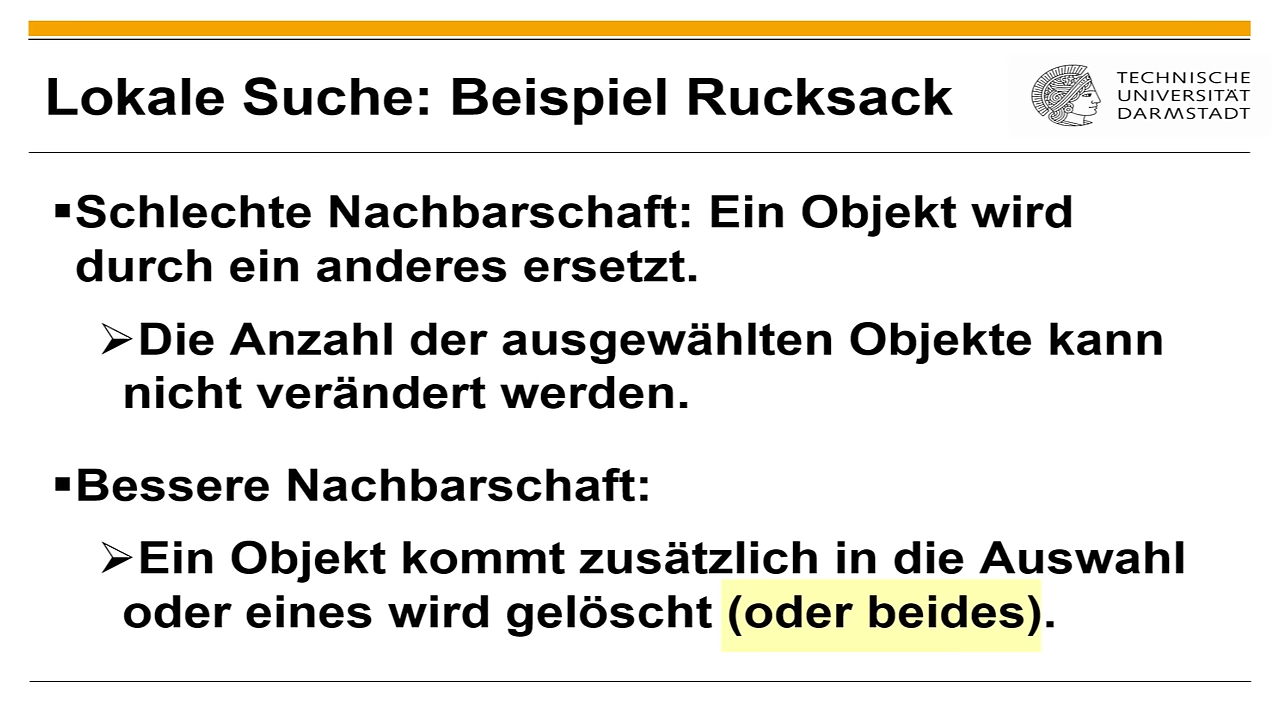 Lokale Suche: Beispiel Rucksack
TECHNISCHE
UNIVERSITÄT
DARMSTADT
▪Schlechte Nachbarschaft: Ein Objekt wird
durch ein anderes ersetzt.
➢Die Anzahl der ausgewählten Objekte kann
nicht verändert werden.
▪Bessere Nachbarschaft:
➢Ein Objekt kommt zusätzlich in die Auswahl
oder eines wird gelöscht (oder beides).